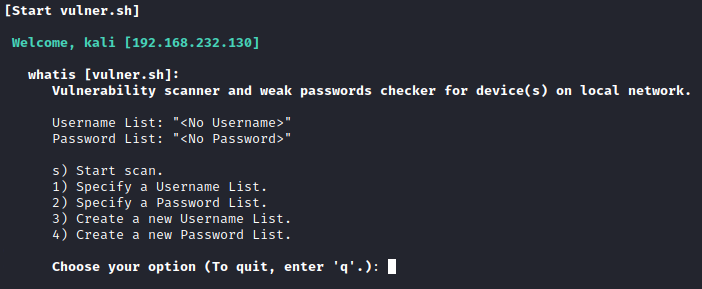 [Start vulner.sh]
Welcome, kali [192.168.232.130]
whatis [vulner.sh]:
Vulnerability scanner and weak passwords checker for device(s) on local network.
Username List: "<No Username>"
Password List: "<No Password>"
s) Start scan.
1) Specify a Username List.
2) Specify a Password List.
3) Create a new Username List.
4) Create a new Password List.
Choose your option (To quit, enter 'q'.):